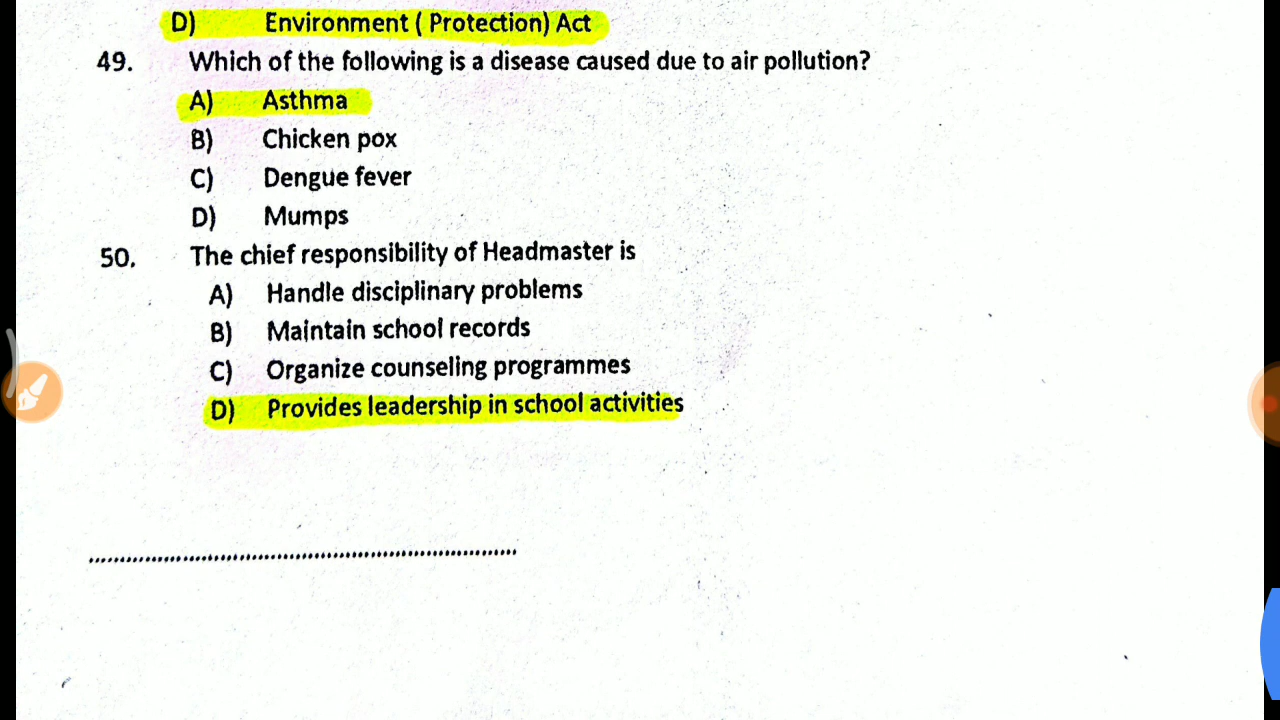 D) Environment ( Protection) Act
49. Which of the following is a disease caused due to air pollution?
A) Asthma
B) Chicken pox
C) Dengue fever
D) Mumps
50. The chief responsibility of Headmaster is
A) Handle disciplinary problems
B) Maintain school records
C) Organize counseling programmes
D) Provides leadership in school activities